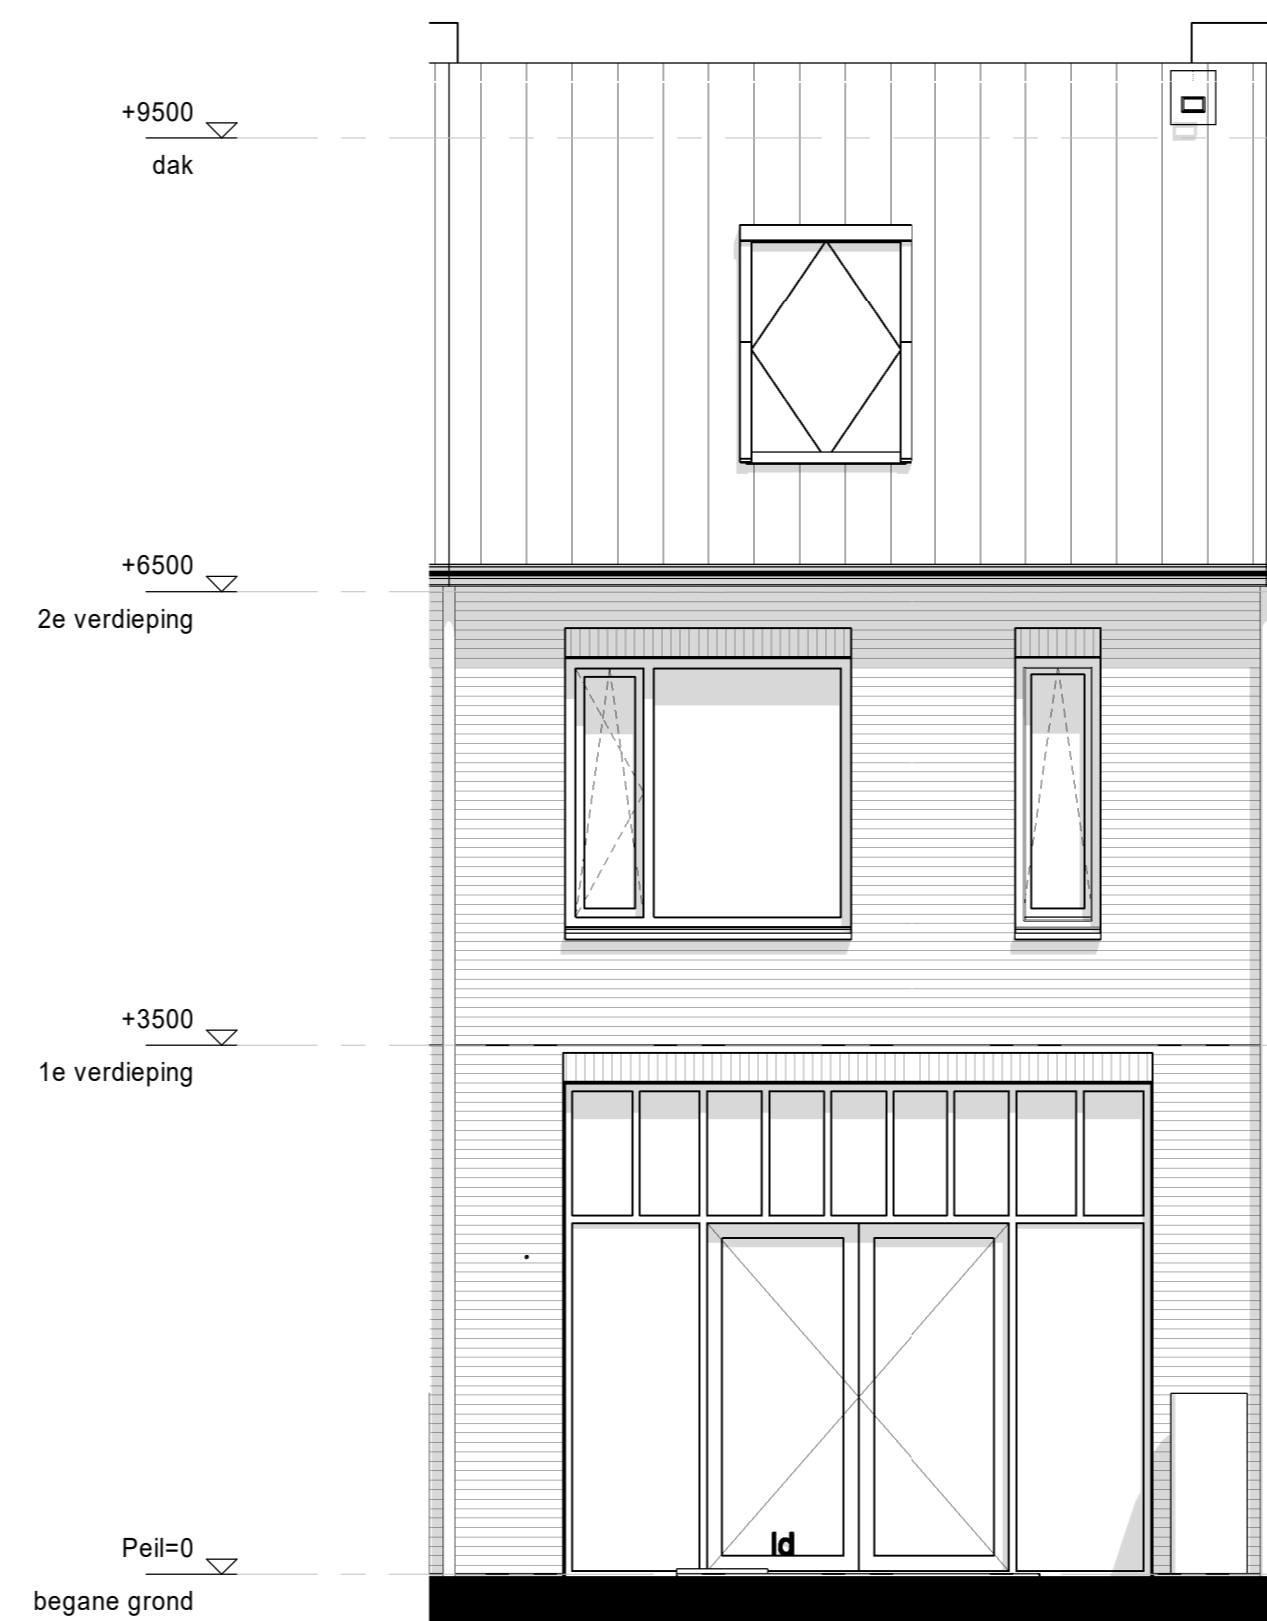 +9500
dak
+6500
2e verdieping
+3500
1e verdieping
ld
Peil=0
begane grond